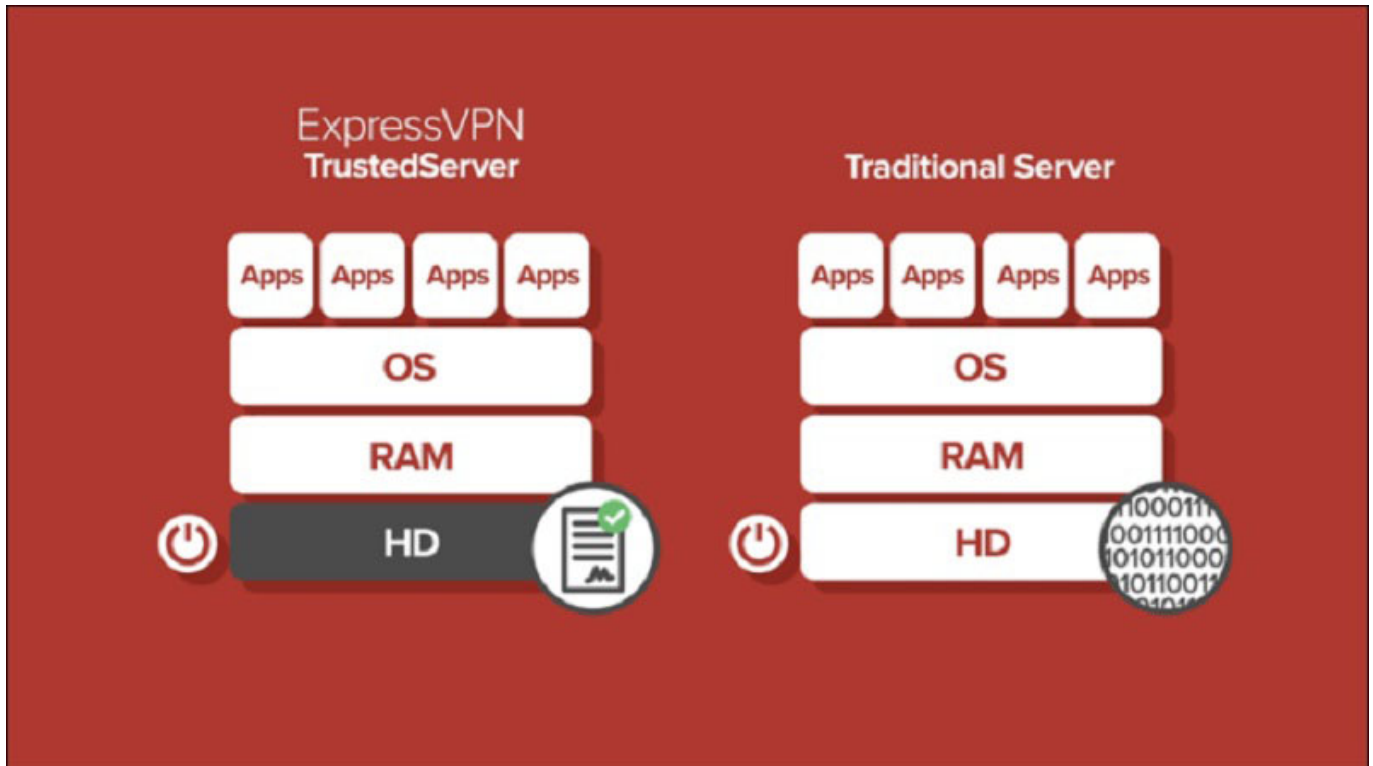 ExpressVPN
TrustedServer
Apps Apps Apps Apps
OS
RAM
HD
Traditional Server
Apps Apps Apps Apps
OS
RAM
HD